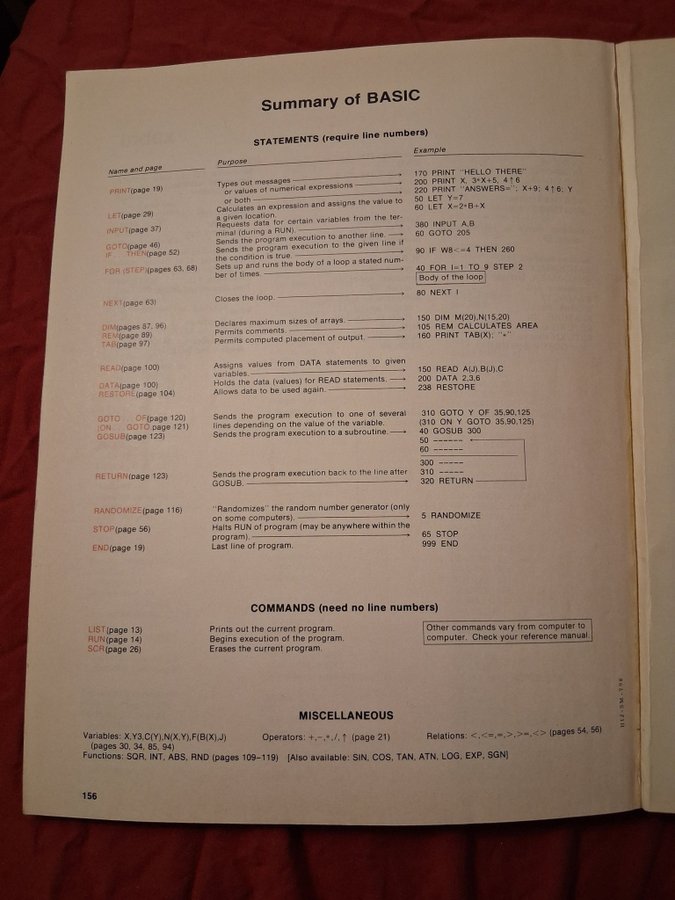 Summary of BASIC
STATEMENTS (require line numbers)
Name and page Purpose Example
PRINT(page 19) Types out messages 170 PRINT "HELLO THERE"
or values of numerical expressions 200 PRINT X, 3*X+5, 4↑6
or both 220 PRINT "ANSWERS="; X+9; 4↑6; Y
LET(page 29) Calculates an expression and assigns the value to 50 LET Y=7
a given location. 60 LET X=2*B+X
INPUT(page 37) Requests data for certain variables from the ter-
minal (during a RUN). 380 INPUT A,B
GOTO(page 46) Sends the program execution to another line. 60 GOTO 205
IF . . THEN(page 52) Sends the program execution to the given line if
the condition is true. 90 IF W8<=4 THEN 260
FOR (STEP)(pages 63, 68) Sets up and runs the body of a loop a stated num-
ber of times. 40 FOR I=1 TO 9 STEP 2
Body of the loop
NEXT(page 63) Closes the loop. 80 NEXT I
DIM(pages 87, 96) Declares maximum sizes of arrays. 150 DIM M(20),N(15,20)
REM(page 89) Permits comments. 105 REM CALCULATES AREA
TAB(page 97) Permits computed placement of output. 160 PRINT TAB(X); "*"
READ(page 100) Assigns values from DATA statements to given
variables. 150 READ A(J),B(J),C
DATA(page 100) Holds the data (values) for READ statements. 200 DATA 2,3,6
RESTORE(page 104) Allows data to be used again. 238 RESTORE
GOTO . . . OF(page 120) Sends the program execution to one of several 310 GOTO Y OF 35,90,125
(ON . . . GOTO page 121) lines depending on the value of the variable. (310 ON Y GOTO 35,90,125)
GOSUB(page 123) Sends the program execution to a subroutine. 40 GOSUB 300
50 ------
60 ------
300 -----
310 -----
RETURN(page 123) Sends the program execution back to the line after
GOSUB. 320 RETURN
RANDOMIZE(page 116) "Randomizes" the random number generator (only
on some computers). 5 RANDOMIZE
STOP(page 56) Halts RUN of program (may be anywhere within the
program). 65 STOP
END(page 19) Last line of program. 999 END
COMMANDS (need no line numbers)
LIST(page 13) Prints out the current program. Other commands vary from computer to
RUN(page 14) Begins execution of the program. computer. Check your reference manual.
SCR(page 26) Erases the current program.
MISCELLANEOUS
Variables: X,Y3,C(Y),N(X,Y),F(B(X),J) Operators: +,−,*,/,↑ (page 21) Relations: <,<=,=,>,>=,<> (pages 54, 56)
(pages 30, 34, 85, 94)
Functions: SQR, INT, ABS, RND (pages 109–119) [Also available: SIN, COS, TAN, ATN, LOG, EXP, SGN]
156